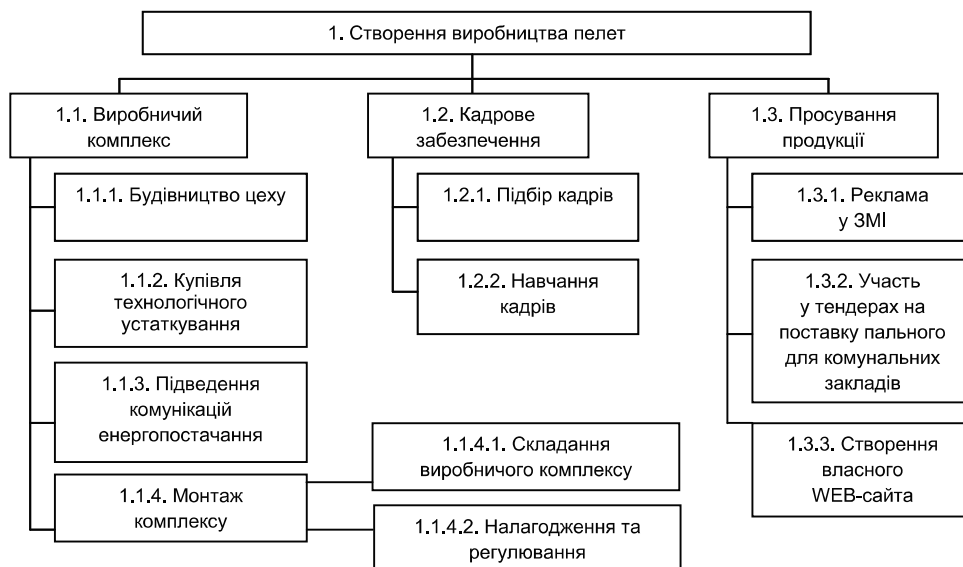 1. Створення виробництва пелет
1.1. Виробничий
комплекс
1.2. Кадрове
забезпечення
1.3. Просування
продукції
1.1.1. Будівництво цеху
1.1.2. Купівля
технологічного
устаткування
1.1.3. Підведення
комунікацій
енергопостачання
1.1.4. Монтаж
комплексу
1.1.4.1. Складання
виробничого комплексу
1.1.4.2. Налагодження та
регулювання
1.2.1. Підбір кадрів
1.2.2. Навчання
кадрів
1.3.1. Реклама
у ЗМІ
1.3.2. Участь
у тендерах на
поставку пального
для комунальних
закладів
1.3.3. Створення
власного
WEB-сайта